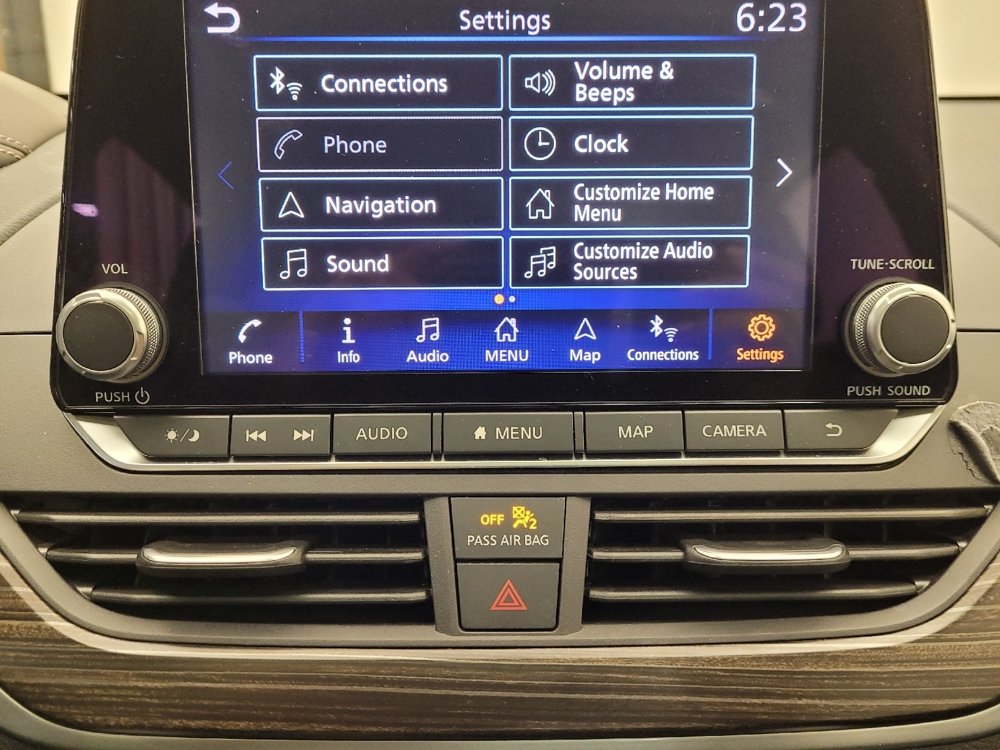 Settings
6:23
Connections
Volume &
Beeps
Phone
Clock
Navigation
Customize Home
Menu
Sound
Customize Audio
Sources
VOL
TUNE·SCROLL
Phone
Info
Audio
MENU
Map
Connections
Settings
PUSH
PUSH SOUND
AUDIO
MENU
MAP
CAMERA
OFF 2
PASS AIR BAG